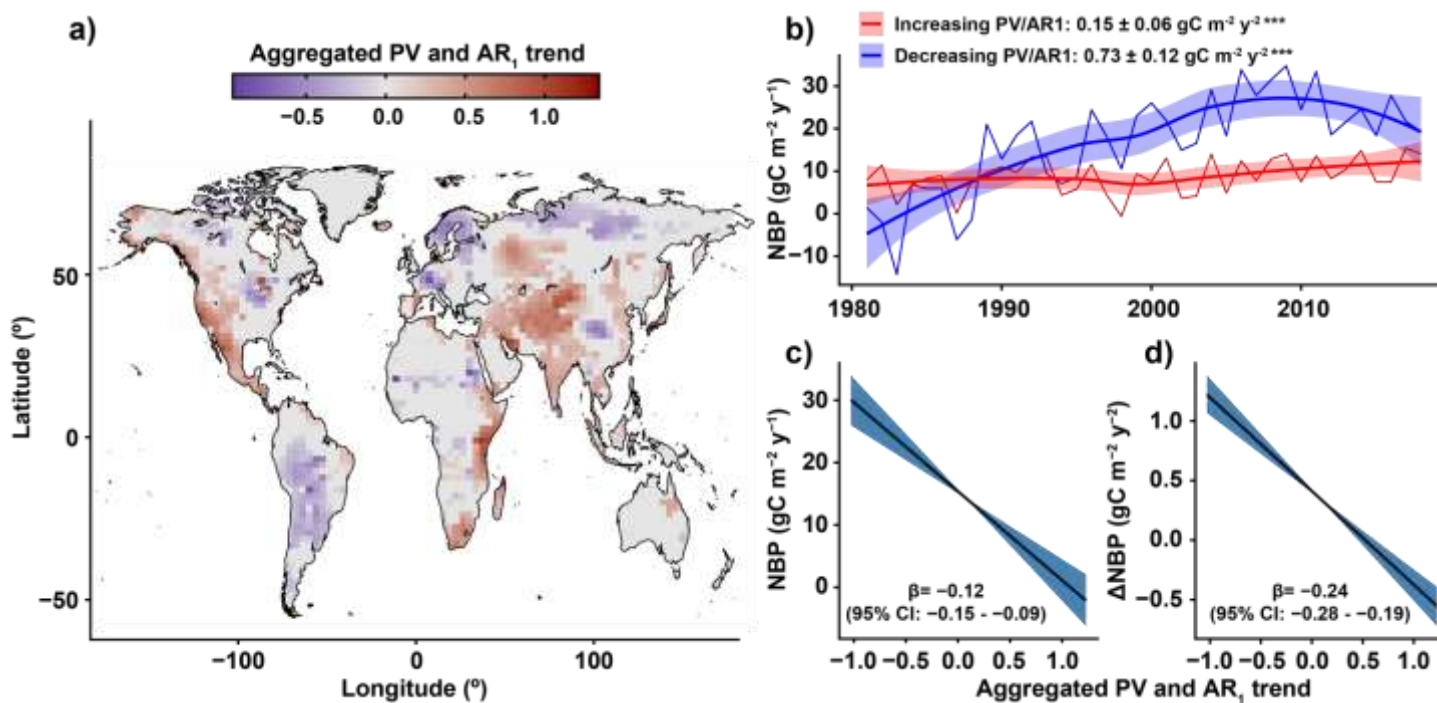 a)
Aggregated PV and AR₁ trend
−0.5 0.0 0.5 1.0
Latitude (º)
50
0
−50
−100 0 100
Longitude (º)
b)
Increasing PV/AR1: 0.15 ± 0.06 gC m⁻² y⁻² ***
Decreasing PV/AR1: 0.73 ± 0.12 gC m⁻² y⁻² ***
NBP (gC m⁻² y⁻¹)
30
20
10
0
−10
1980 1990 2000 2010
c)
NBP (gC m⁻² y⁻¹)
30
20
10
0
β= −0.12
(95% CI: −0.15 - −0.09)
−1.0 −0.5 0.0 0.5 1.0
d)
ΔNBP (gC m⁻² y⁻²)
1.0
0.5
0.0
−0.5
β= −0.24
(95% CI: −0.28 - −0.19)
−1.0 −0.5 0.0 0.5 1.0
Aggregated PV and AR₁ trend